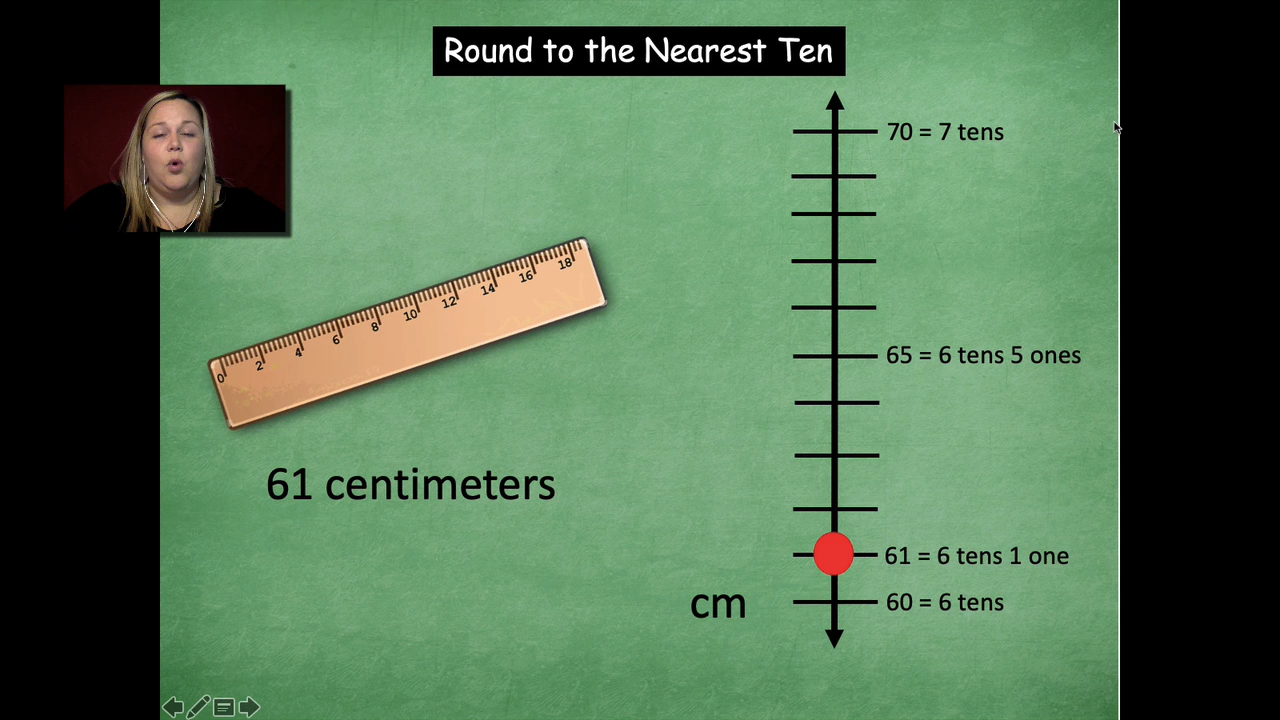 Round to the Nearest Ten
70 = 7 tens
0 2 4 6 8 10 12 14 16 18
65 = 6 tens 5 ones
61 centimeters
61 = 6 tens 1 one
cm
60 = 6 tens